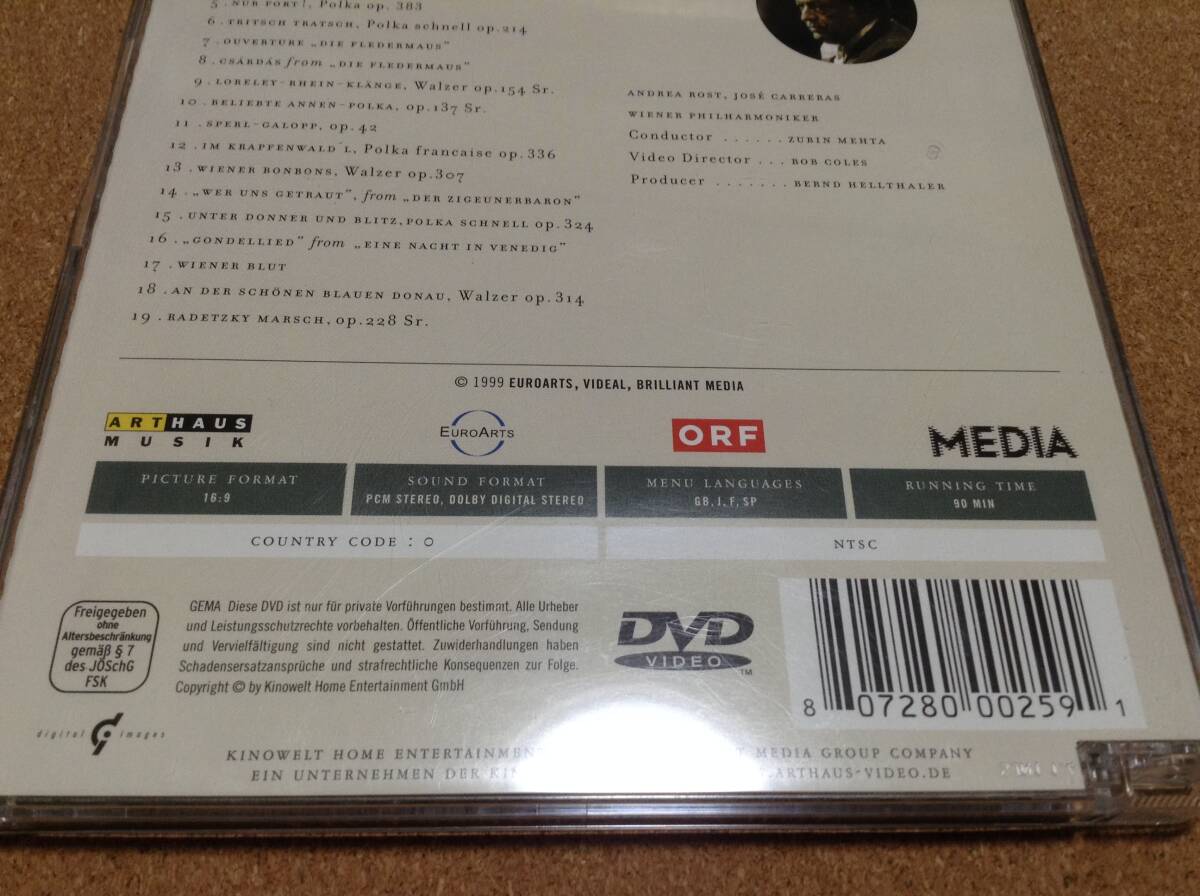 5 . NUR FORT!, Polka op. 383
6 . TRITSCH TRATSCH, Polka schnell op.214
7 . OUVERTURE „DIE FLEDERMAUS”
8 . CSÁRDÁS from „DIE FLEDERMAUS”
9 . LORELEY-RHEIN-KLÄNGE, Walzer op.154 Sr.
10 . BELIEBTE ANNEN-POLKA, op.137 Sr.
11 . SPERL-GALOPP, op.42
12 . IM KRAPFENWALD´L, Polka francaise op.336
13 . WIENER BONBONS, Walzer op.307
14 . „WER UNS GETRAUT”, from „DER ZIGEUNERBARON”
15 . UNTER DONNER UND BLITZ, POLKA SCHNELL op.324
16 . „GONDELLIED” from „EINE NACHT IN VENEDIG”
17 . WIENER BLUT
18 . AN DER SCHÖNEN BLAUEN DONAU, Walzer op.314
19 . RADETZKY MARSCH, op.228 Sr.
ANDREA ROST, JOSÉ CARRERAS
WIENER PHILHARMONIKER
Conductor ...... ZUBIN MEHTA
Video Director ... BOB COLES
Producer ....... BERND HELLTHALER
© 1999 EUROARTS, VIDEAL, BRILLIANT MEDIA
ARTHAUS
MUSIK
EUROARTS
ORF
MEDIA
PICTURE FORMAT
16:9
SOUND FORMAT
PCM STEREO, DOLBY DIGITAL STEREO
MENU LANGUAGES
GB, I, F, SP
RUNNING TIME
90 MIN
COUNTRY CODE : 0
NTSC
Freigegeben
ohne
Altersbeschränkung
gemäß § 7
des JÖSchG
FSK
GEMA Diese DVD ist nur für private Vorführungen bestimmt. Alle Urheber
und Leistungsschutzrechte vorbehalten. Öffentliche Vorführung, Sendung
und Vervielfältigung sind nicht gestattet. Zuwiderhandlungen haben
Schadensersatzansprüche und strafrechtliche Konsequenzen zur Folge.
Copyright © by Kinowelt Home Entertainment GmbH
DVD
VIDEO
TM
8 07280 00259 1
digital images
KINOWELT HOME ENTERTAINMENT MEDIA GROUP COMPANY
EIN UNTERNEHMEN DER ARTHAUS-VIDEO.DE